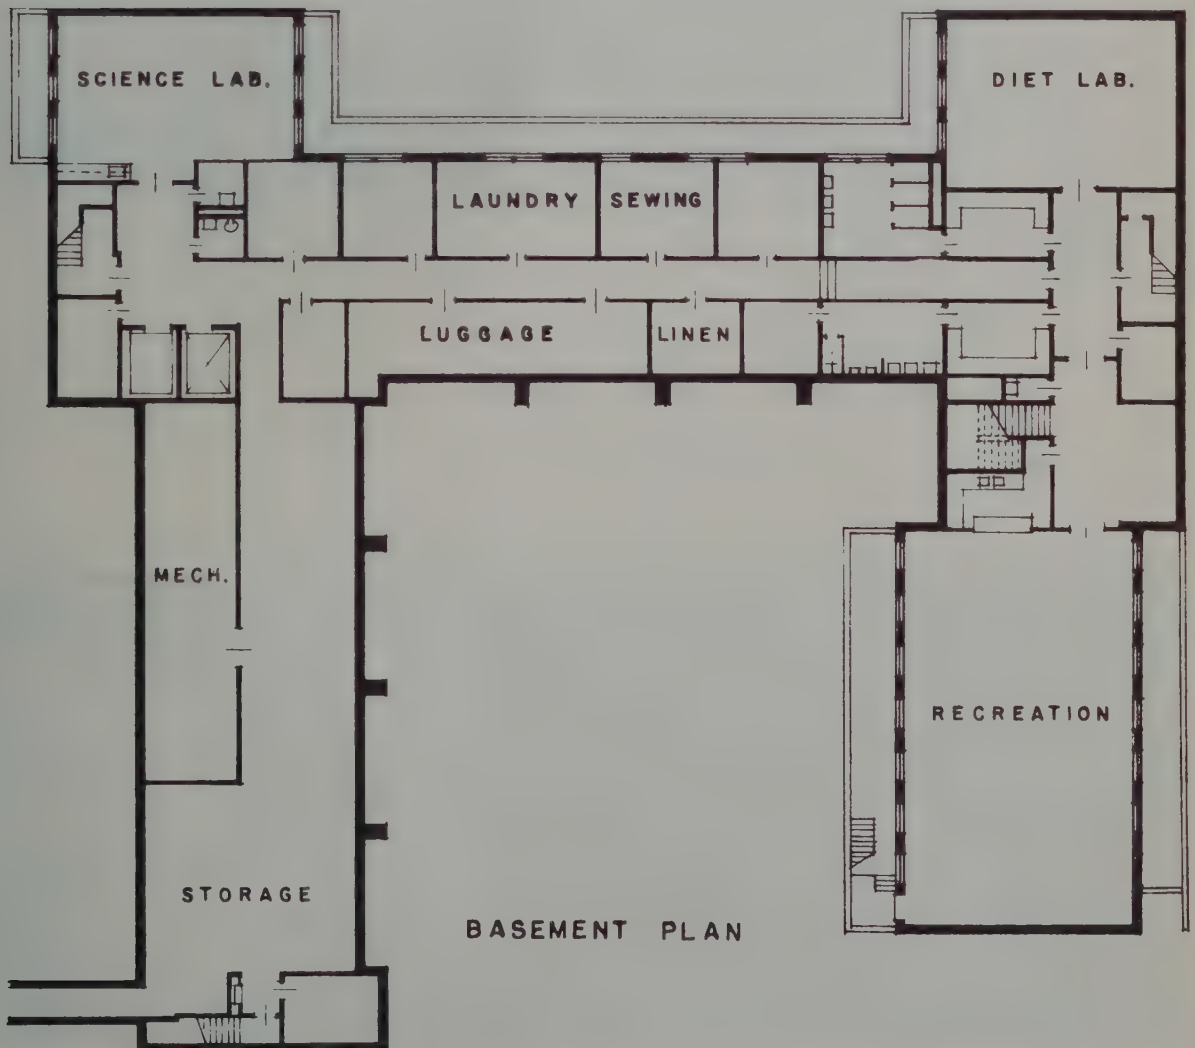 SCIENCE LAB.
DIET LAB.
LAUNDRY
SEWING
LUGGAGE
LINEN
MECH.
RECREATION
STORAGE
BASEMENT PLAN